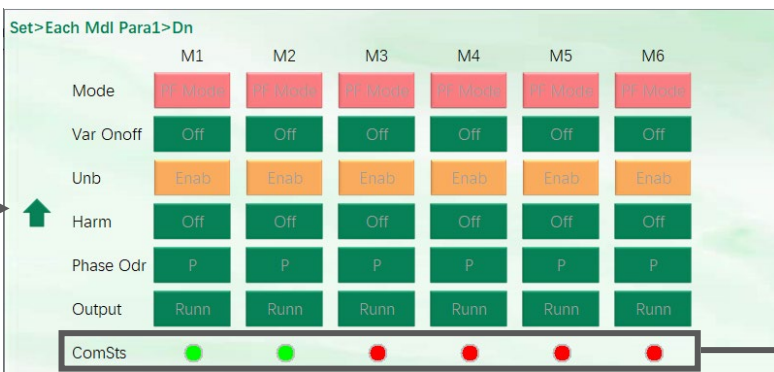 Set>Each Mdl Para1>Dn
M1 M2 M3 M4 M5 M6
Mode PF Mode PF Mode PF Mode PF Mode PF Mode PF Mode
Var Onoff Off Off Off Off Off Off
Unb Enab Enab Enab Enab Enab Enab
Harm Off Off Off Off Off Off
Phase Odr P P P P P P
Output Runn Runn Runn Runn Runn Runn
ComSts